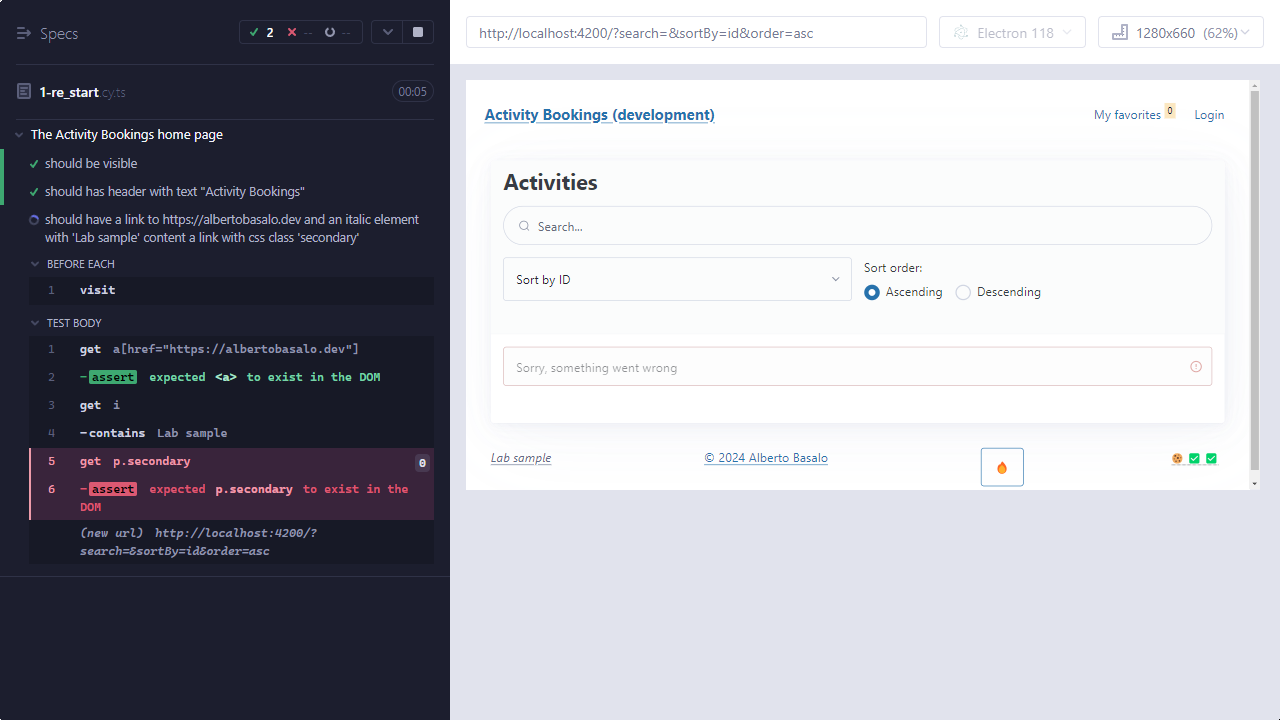 Specs
2
--
--
1-re_start.cy.ts
00:05
The Activity Bookings home page
should be visible
should has header with text "Activity Bookings"
should have a link to https://albertobasalo.dev and an italic element
with 'Lab sample' content a link with css class 'secondary'
BEFORE EACH
1 visit
TEST BODY
1 get a[href="https://albertobasalo.dev"]
2 -assert expected <a> to exist in the DOM
3 get i
4 -contains Lab sample
5 get p.secondary 0
6 -assert expected p.secondary to exist in the
DOM
(new url) http://localhost:4200/?
search=&sortBy=id&order=asc
http://localhost:4200/?search=&sortBy=id&order=asc
Electron 118
1280x660 (62%)
Activity Bookings (development)
My favorites 0
Login
Activities
Search...
Sort by ID
Sort order:
Ascending
Descending
Sorry, something went wrong
Lab sample
© 2024 Alberto Basalo